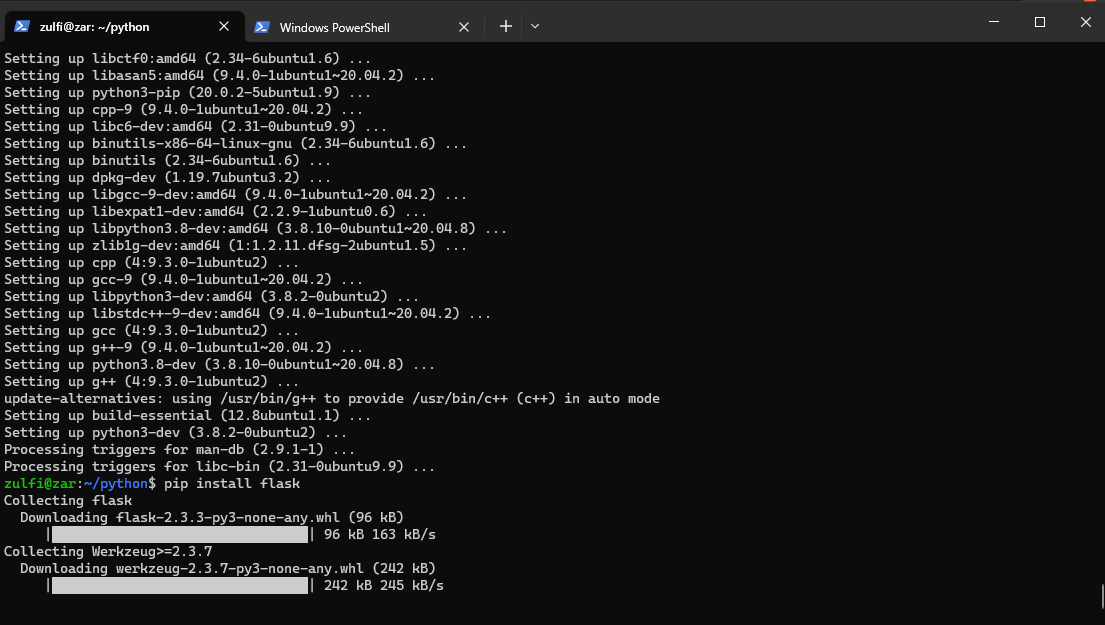 zulfi@zar: ~/python
Windows PowerShell
Setting up libctf0:amd64 (2.34-6ubuntu1.6) ...
Setting up libasan5:amd64 (9.4.0-1ubuntu1~20.04.2) ...
Setting up python3-pip (20.0.2-5ubuntu1.9) ...
Setting up cpp-9 (9.4.0-1ubuntu1~20.04.2) ...
Setting up libc6-dev:amd64 (2.31-0ubuntu9.9) ...
Setting up binutils-x86-64-linux-gnu (2.34-6ubuntu1.6) ...
Setting up binutils (2.34-6ubuntu1.6) ...
Setting up dpkg-dev (1.19.7ubuntu3.2) ...
Setting up libgcc-9-dev:amd64 (9.4.0-1ubuntu1~20.04.2) ...
Setting up libexpat1-dev:amd64 (2.2.9-1ubuntu0.6) ...
Setting up libpython3.8-dev:amd64 (3.8.10-0ubuntu1~20.04.8) ...
Setting up zlib1g-dev:amd64 (1:1.2.11.dfsg-2ubuntu1.5) ...
Setting up cpp (4:9.3.0-1ubuntu2) ...
Setting up gcc-9 (9.4.0-1ubuntu1~20.04.2) ...
Setting up libpython3-dev:amd64 (3.8.2-0ubuntu2) ...
Setting up libstdc++-9-dev:amd64 (9.4.0-1ubuntu1~20.04.2) ...
Setting up gcc (4:9.3.0-1ubuntu2) ...
Setting up g++-9 (9.4.0-1ubuntu1~20.04.2) ...
Setting up python3.8-dev (3.8.10-0ubuntu1~20.04.8) ...
Setting up g++ (4:9.3.0-1ubuntu2) ...
update-alternatives: using /usr/bin/g++ to provide /usr/bin/c++ (c++) in auto mode
Setting up build-essential (12.8ubuntu1.1) ...
Setting up python3-dev (3.8.2-0ubuntu2) ...
Processing triggers for man-db (2.9.1-1) ...
Processing triggers for libc-bin (2.31-0ubuntu9.9) ...
zulfi@zar:~/python$ pip install flask
Collecting flask
  Downloading flask-2.3.3-py3-none-any.whl (96 kB)
     |████████████████████████████████| 96 kB 163 kB/s
Collecting Werkzeug>=2.3.7
  Downloading werkzeug-2.3.7-py3-none-any.whl (242 kB)
     |████████████████████████████████| 242 kB 245 kB/s